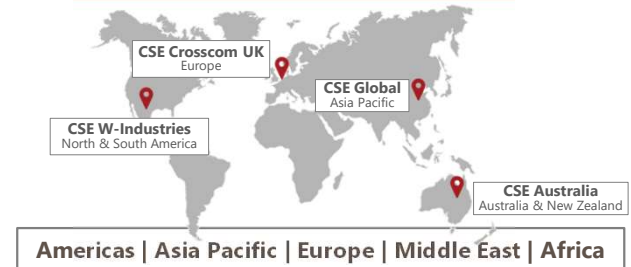 CSE Crosscom UK
Europe
CSE Global
Asia Pacific
CSE W-Industries
North & South America
CSE Australia
Australia & New Zealand
Americas | Asia Pacific | Europe | Middle East | Africa